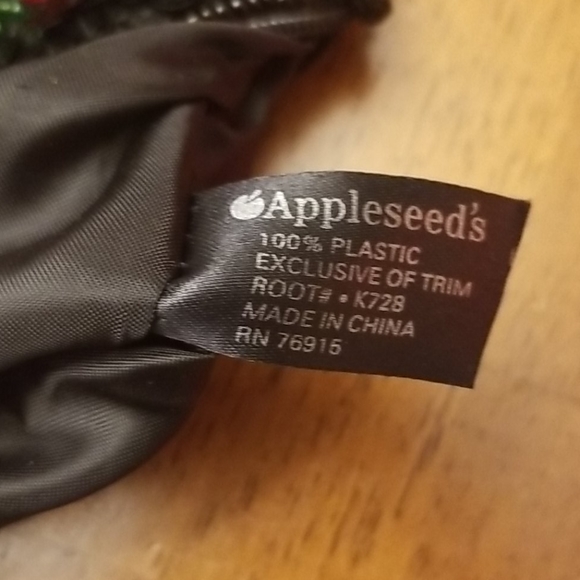 Appleseed's
100% PLASTIC
EXCLUSIVE OF TRIM
ROOT# • K728
MADE IN CHINA
RN 76915